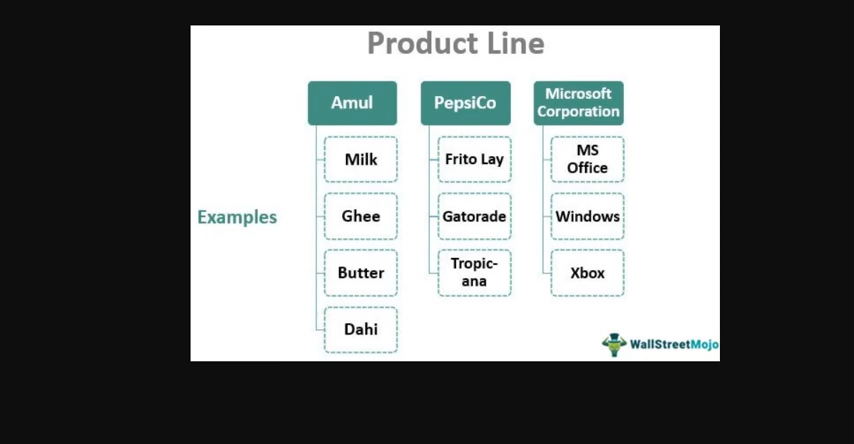 Product Line
Amul
PepsiCo
Microsoft
Corporation
Milk
Frito Lay
MS
Office
Examples
Ghee
Gatorade
Windows
Butter
Tropic-
ana
Xbox
Dahi
WallStreetMojo